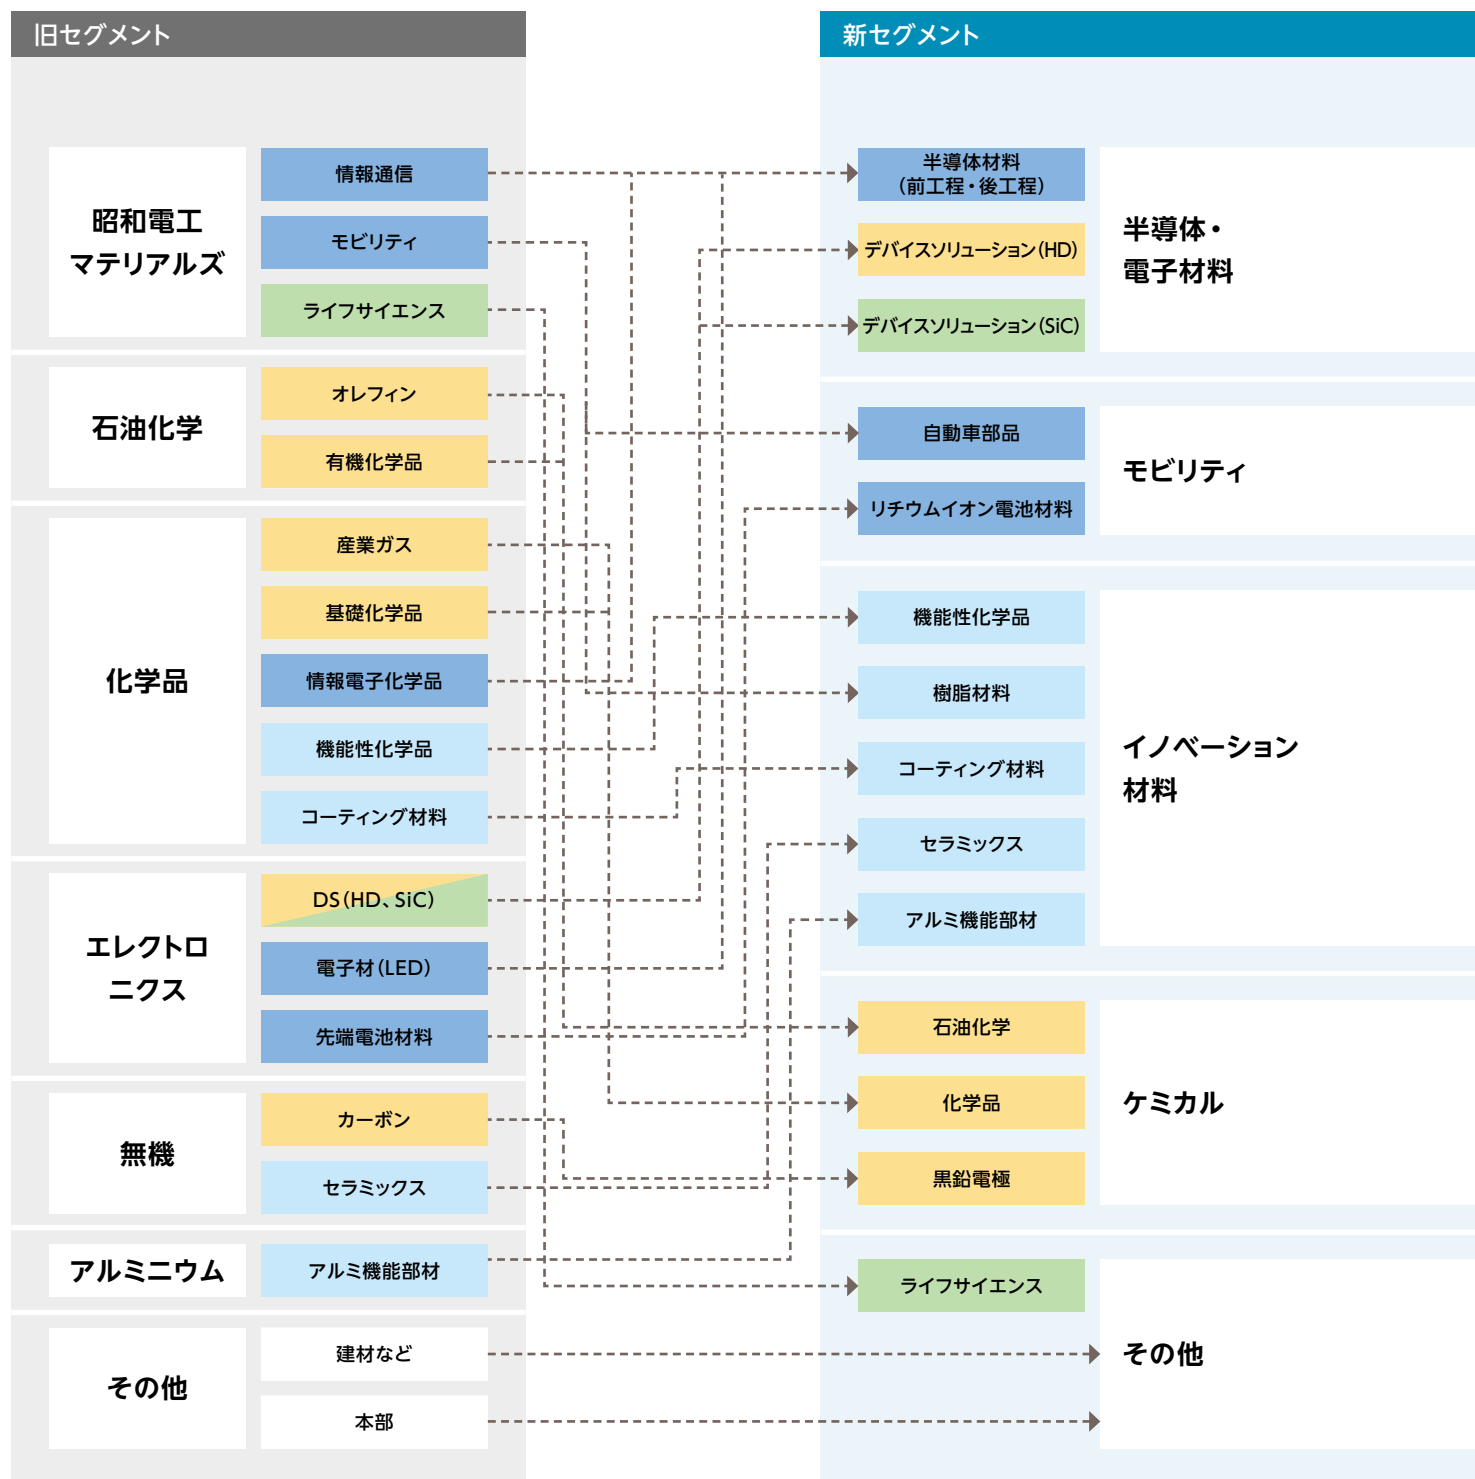 旧セグメント
昭和電工
マテリアルズ
情報通信
モビリティ
ライフサイエンス
石油化学
オレフィン
有機化学品
化学品
産業ガス
基礎化学品
情報電子化学品
機能性化学品
コーティング材料
エレクトロ
ニクス
DS(HD、SiC)
電子材(LED)
先端電池材料
無機
カーボン
セラミックス
アルミニウム
アルミ機能部材
その他
建材など
本部
新セグメント
半導体材料
(前工程・後工程)
デバイスソリューション(HD)
デバイスソリューション(SiC)
半導体・
電子材料
自動車部品
リチウムイオン電池材料
モビリティ
機能性化学品
樹脂材料
コーティング材料
セラミックス
アルミ機能部材
イノベーション
材料
石油化学
化学品
黒鉛電極
ケミカル
ライフサイエンス
その他